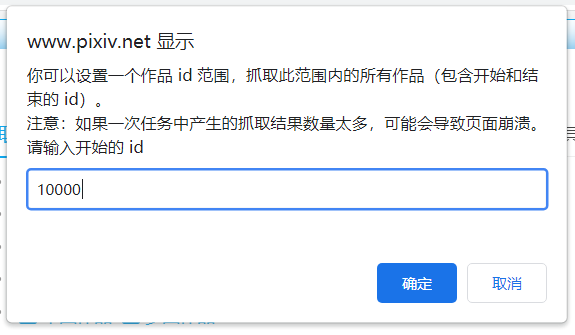 www.pixiv.net 显示
你可以设置一个作品 id 范围，抓取此范围内的所有作品（包含开始和结
束的 id）。
注意：如果一次任务中产生的抓取结果数量太多，可能会导致页面崩溃。
请输入开始的 id
10000
确定 取消